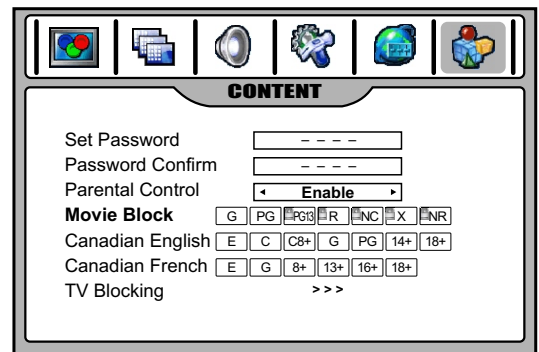 CONTENT
Set Password – – – –
Password Confirm – – – –
Parental Control Enable
Movie Block G PG PG13 R NC X NR
Canadian English E C C8+ G PG 14+ 18+
Canadian French E G 8+ 13+ 16+ 18+
TV Blocking >>>